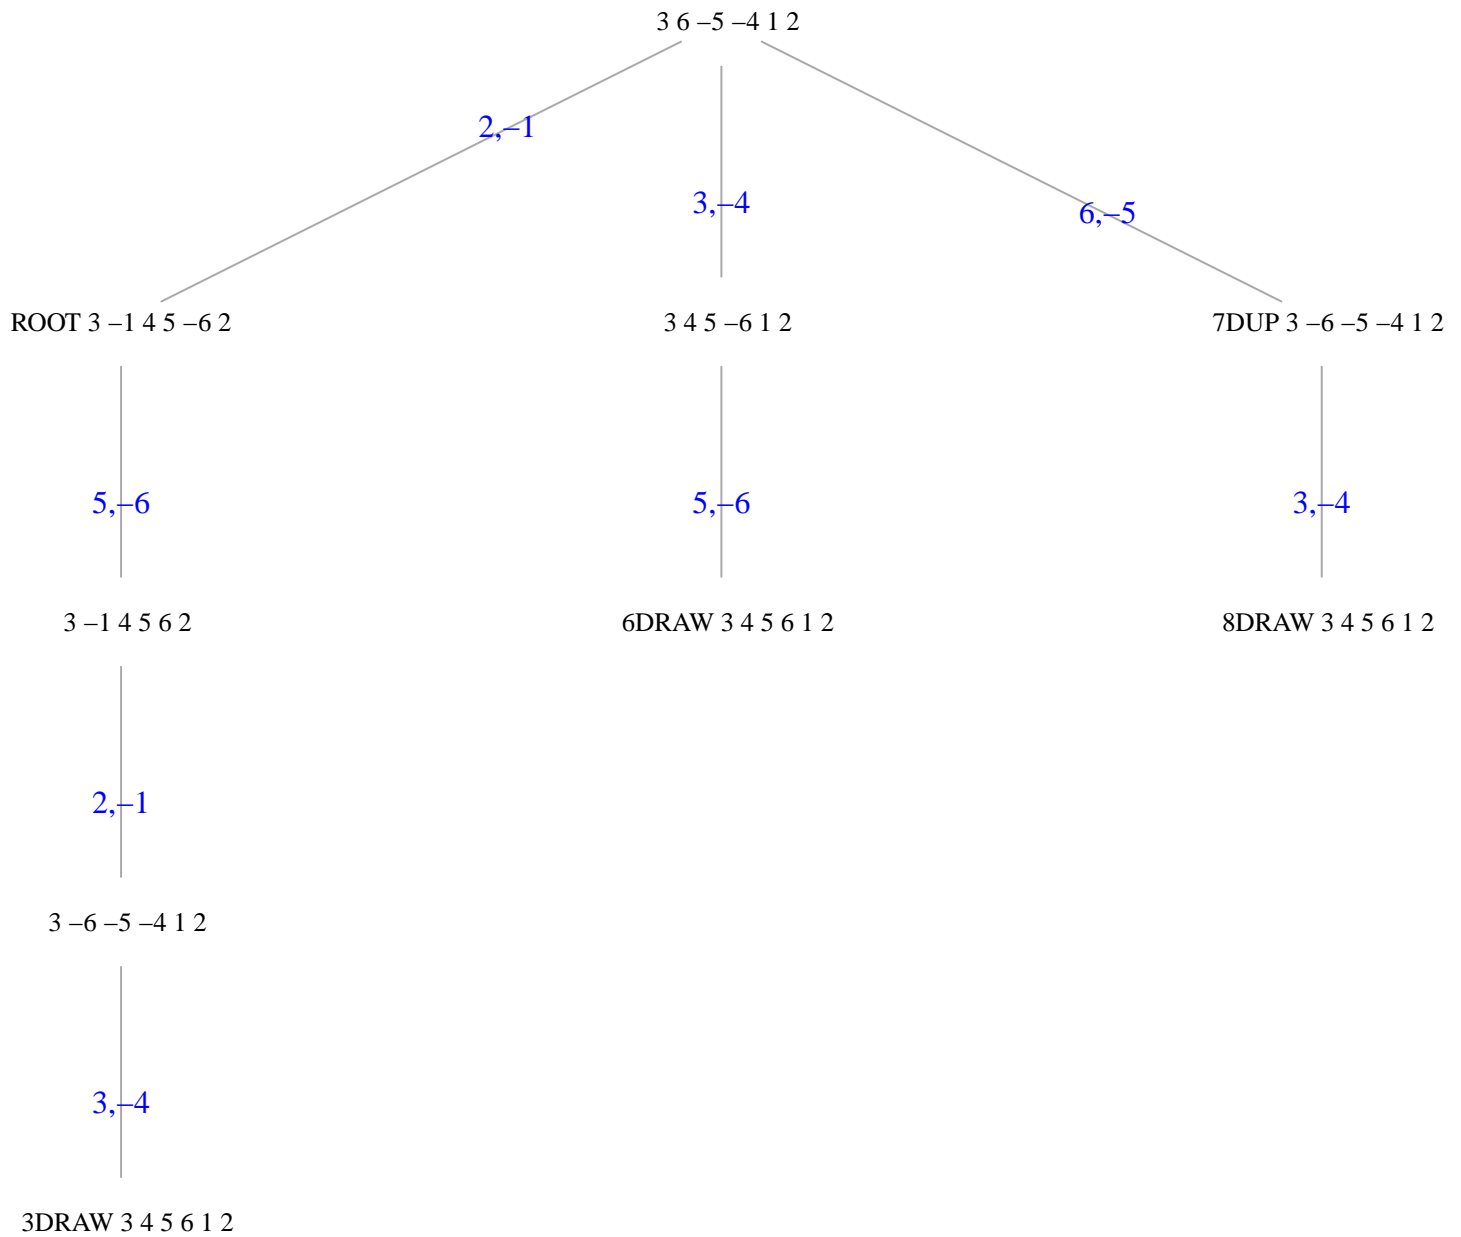 3 6 –5 –4 1 2
2,–1
3,–4
6,–5
ROOT 3 –1 4 5 –6 2
3 4 5 –6 1 2
7DUP 3 –6 –5 –4 1 2
5,–6
5,–6
3,–4
3 –1 4 5 6 2
6DRAW 3 4 5 6 1 2
8DRAW 3 4 5 6 1 2
2,–1
3 –6 –5 –4 1 2
3,–4
3DRAW 3 4 5 6 1 2